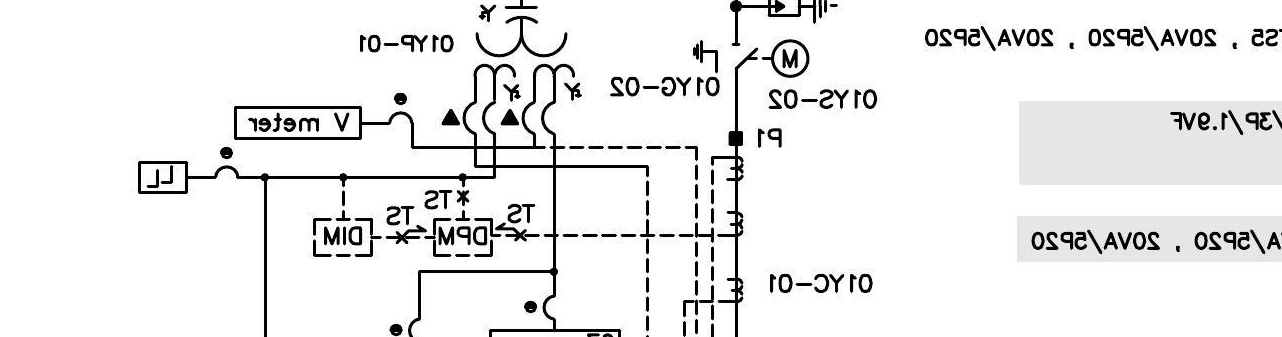 , 20VA/5P20 , 20VA/5P20
01YP-01
M
01YG-02
01YS-02
V meter
/3P/1.9VF
P1
LL
TS
TS
TS
DPM
DIM
/5P20 , 20VA/5P20
01YC-01